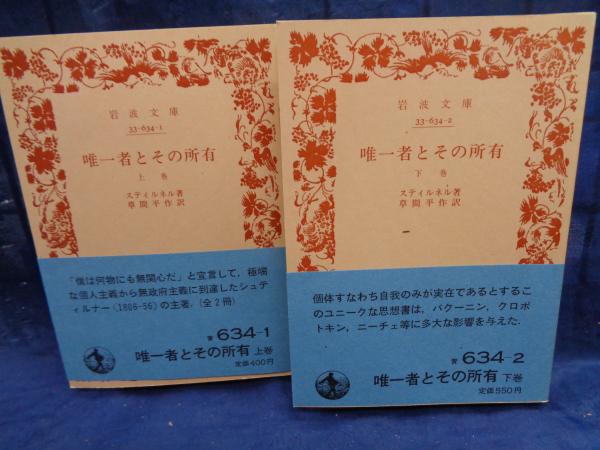 岩波文庫
33-634-1
唯一者とその所有
上巻
スティルネル著
草間平作訳
「僕は何物にも無関心だ」と宣言して,極端
な個人主義から無政府主義に到達したシュテ
ィルナー(1806-56)の主著.(全2冊)
青 634-1
唯一者とその所有 上巻
定価400円
岩波文庫
33-634-2
唯一者とその所有
下巻
スティルネル著
草間平作訳
個体すなわち自我のみが実在であるとするこ
のユニークな思想書は,バクーニン,クロポ
トキン,ニーチェ等に多大な影響を与えた.
青 634-2
唯一者とその所有 下巻
定価550円